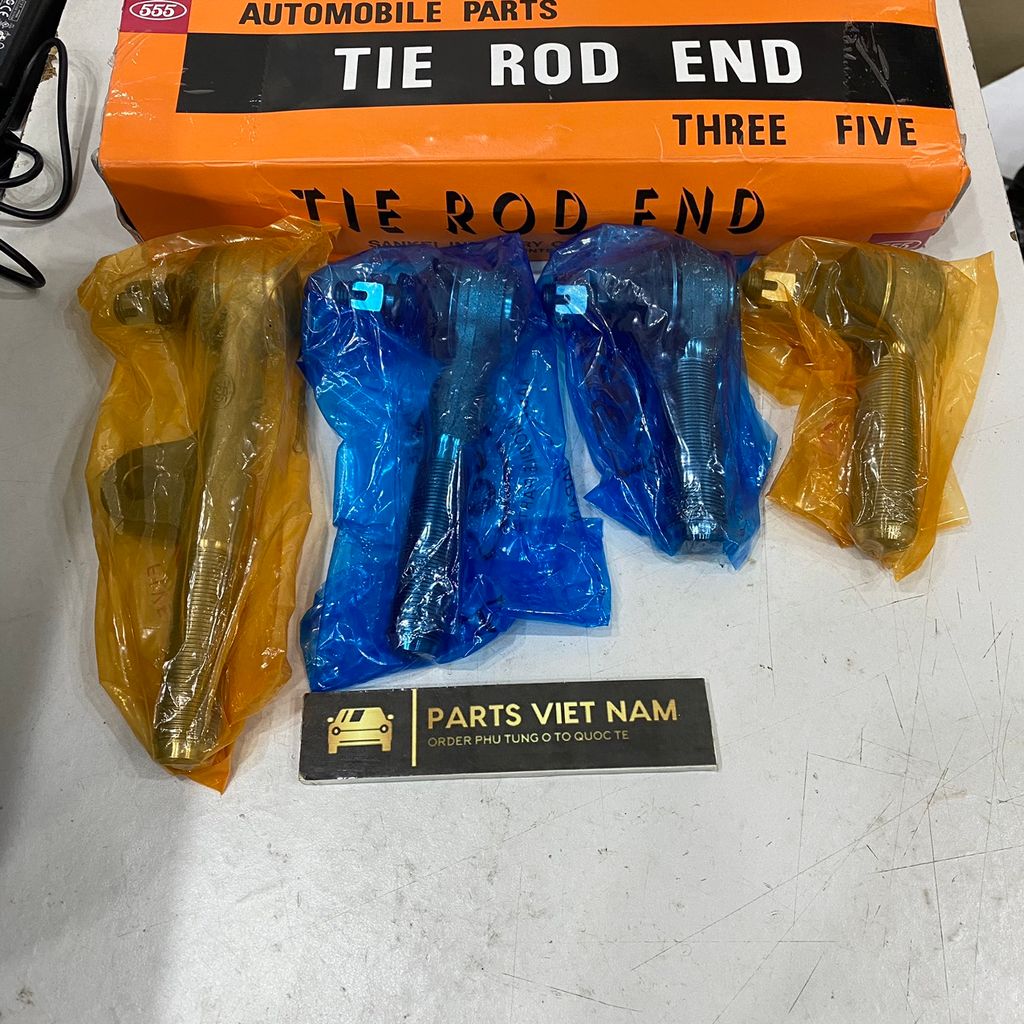 555
AUTOMOBILE PARTS
TIE ROD END
THREE FIVE
TIE ROD END
555
PARTS VIET NAM
ORDER PHU TUNG O TO QUOC TE